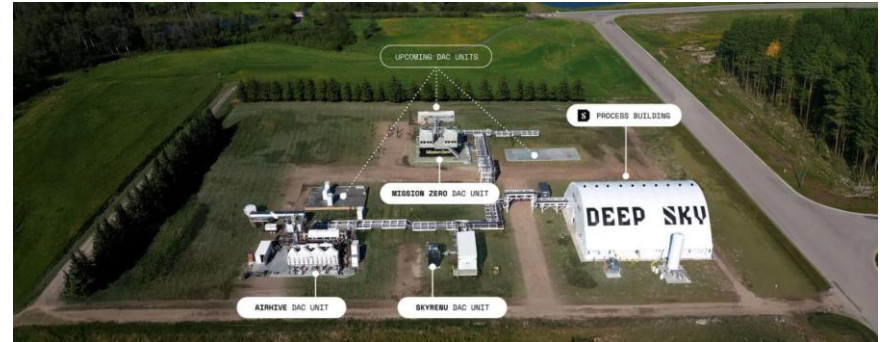 UPCOMING DAC UNITS
PROCESS BUILDING
MISSION ZERO DAC UNIT
DEEP SKY
AIRHIVE DAC UNIT
SKYRENU DAC UNIT